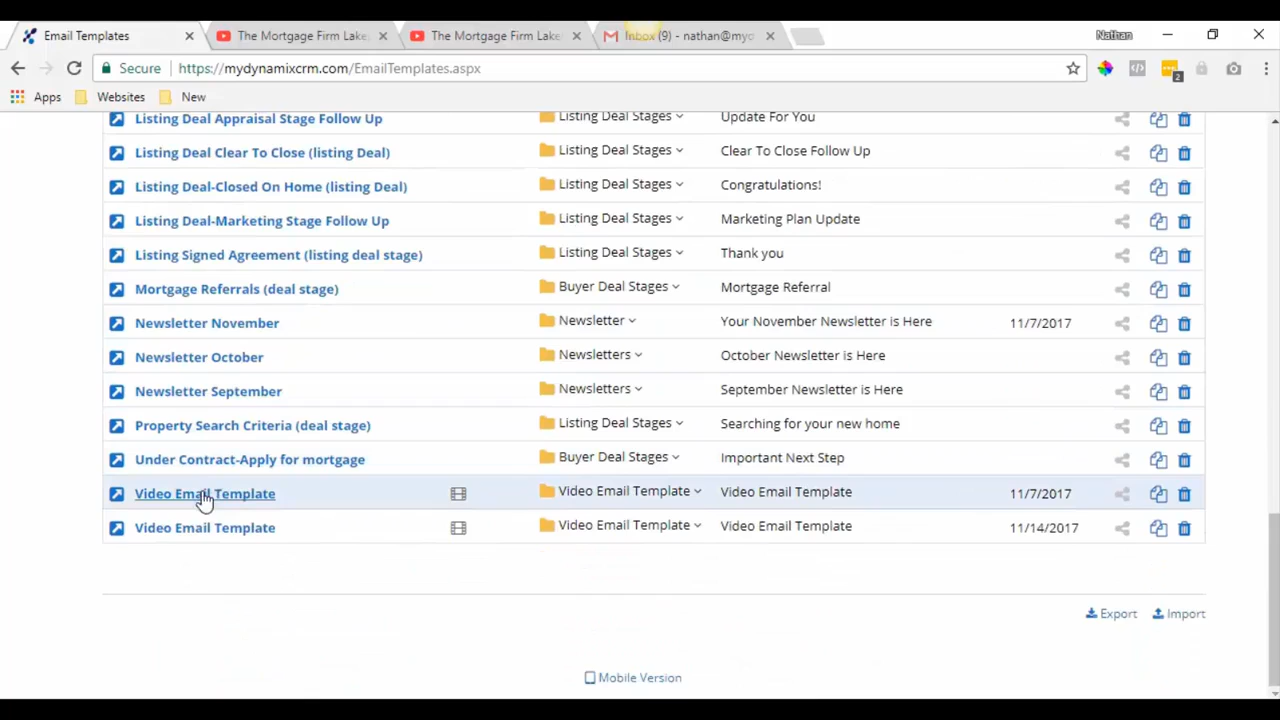 Email Templates
The Mortgage Firm Lake
The Mortgage Firm Lake
Inbox (9) - nathan@myd
Nathan
Secure
https://mydynamixcrm.com/EmailTemplates.aspx
2
Apps
Websites
New
Listing Deal Appraisal Stage Follow Up Listing Deal Stages Update For You
Listing Deal Clear To Close (listing Deal) Listing Deal Stages Clear To Close Follow Up
Listing Deal-Closed On Home (listing Deal) Listing Deal Stages Congratulations!
Listing Deal-Marketing Stage Follow Up Listing Deal Stages Marketing Plan Update
Listing Signed Agreement (listing deal stage) Listing Deal Stages Thank you
Mortgage Referrals (deal stage) Buyer Deal Stages Mortgage Referral
Newsletter November Newsletter Your November Newsletter is Here 11/7/2017
Newsletter October Newsletters October Newsletter is Here
Newsletter September Newsletters September Newsletter is Here
Property Search Criteria (deal stage) Listing Deal Stages Searching for your new home
Under Contract-Apply for mortgage Buyer Deal Stages Important Next Step
Video Email Template Video Email Template Video Email Template 11/7/2017
Video Email Template Video Email Template Video Email Template 11/14/2017
Export Import
Mobile Version